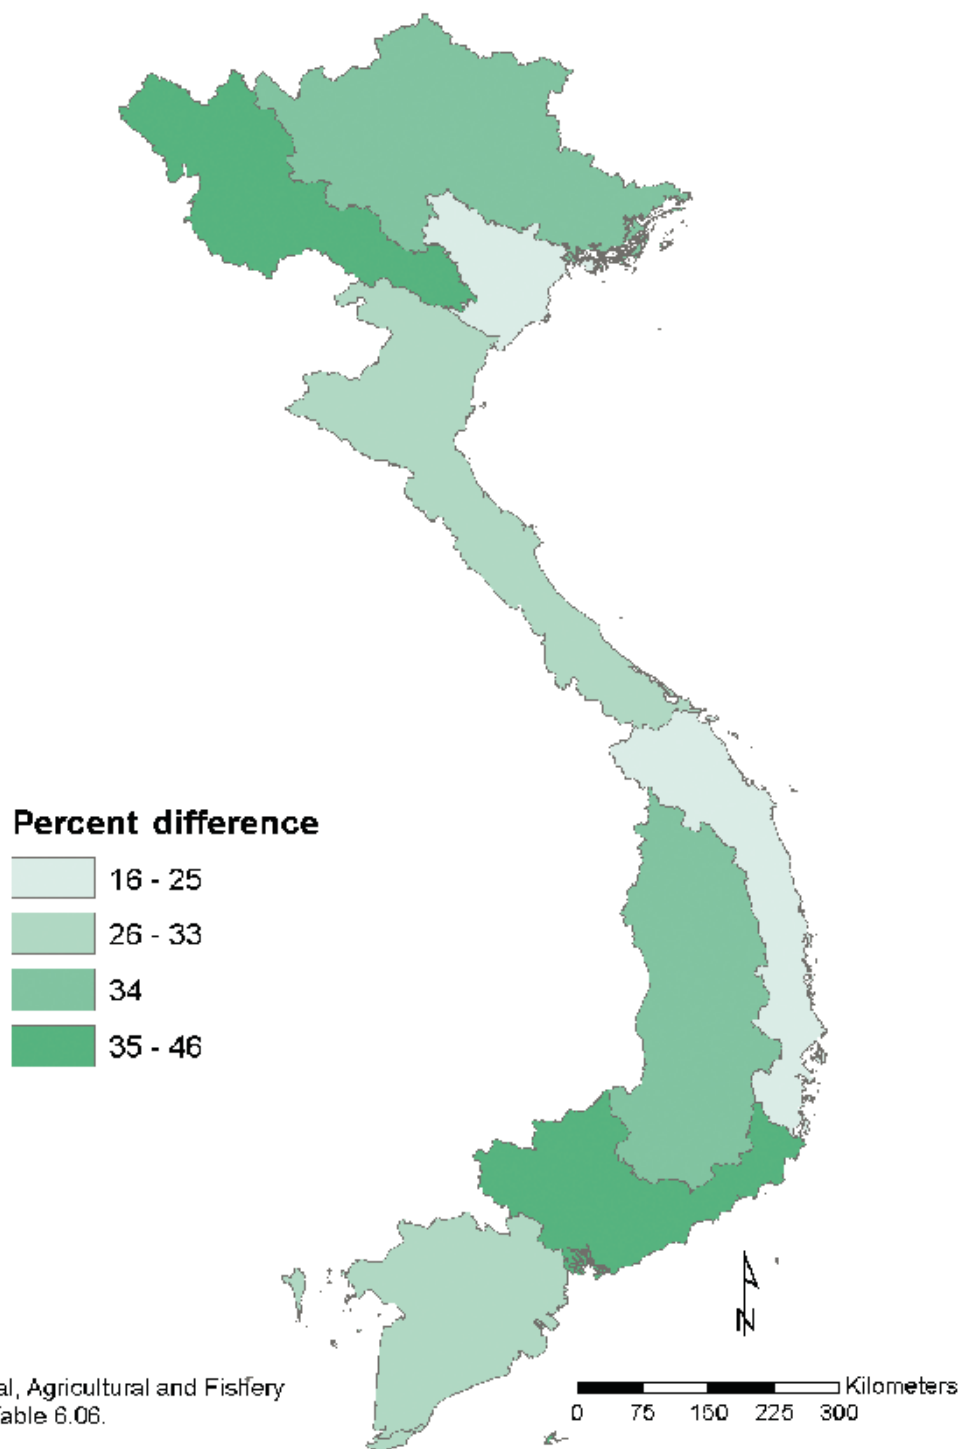 Percent difference
16 - 25
26 - 33
34
35 - 46
N
al, Agricultural and Fishery
Table 6.06.
Kilometers
0 75 150 225 300